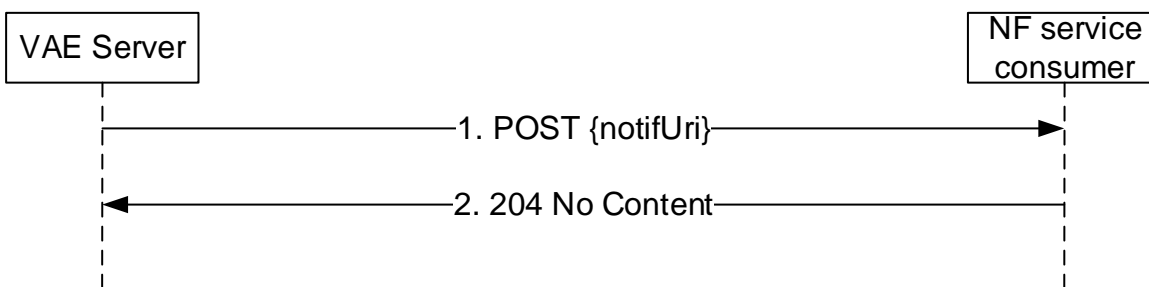 VAE Server
NF service
consumer
1. POST {notifUri}
2. 204 No Content